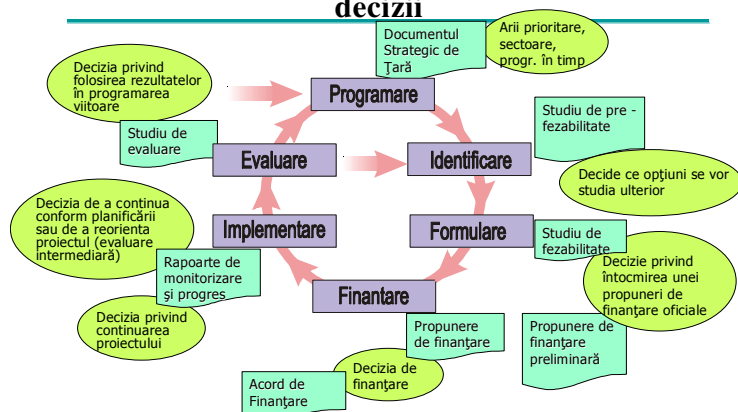 decizii
Documentul
Strategic de
Ţară
Arii prioritare,
sectoare,
progr. în timp
Decizia privind
folosirea rezultatelor
în programarea
viitoare
Programare
Studiu de
evaluare
Studiu de pre -
fezabilitate
Evaluare
Identificare
Decide ce opţiuni se vor
studia ulterior
Decizia de a continua
conform planificării
sau de a reorienta
proiectul (evaluare
intermediară)
Implementare
Formulare
Studiu de
fezabilitate
Rapoarte de
monitorizare
şi progres
Decizie privind
întocmirea unei
propuneri de
finanţare oficiale
Finantare
Decizia privind
continuarea
proiectului
Propunere
de finanţare
Propunere de
finanţare
preliminară
Decizia de
finanţare
Acord de
Finanţare